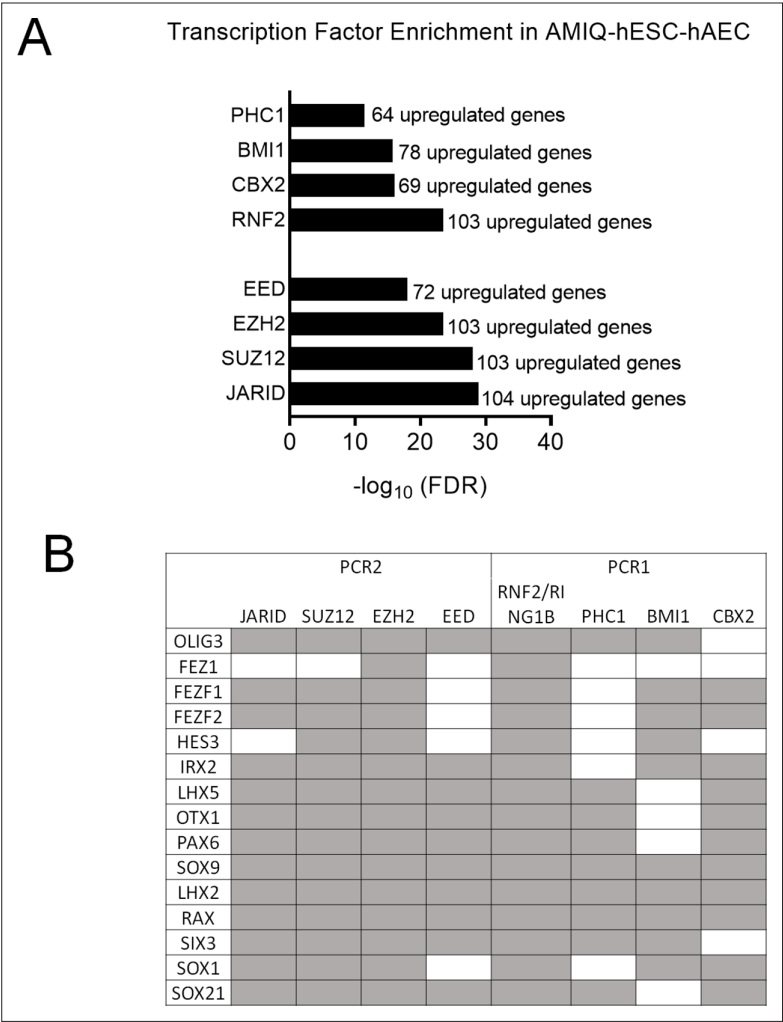 A
Transcription Factor Enrichment in AMIQ-hESC-hAEC
PHC1 64 upregulated genes
BMI1 78 upregulated genes
CBX2 69 upregulated genes
RNF2 103 upregulated genes
EED 72 upregulated genes
EZH2 103 upregulated genes
SUZ12 103 upregulated genes
JARID 104 upregulated genes
0 10 20 30 40
-log10 (FDR)
B
PCR2 PCR1
JARID SUZ12 EZH2 EED RNF2/RI
NG1B PHC1 BMI1 CBX2
OLIG3
FEZ1
FEZF1
FEZF2
HES3
IRX2
LHX5
OTX1
PAX6
SOX9
LHX2
RAX
SIX3
SOX1
SOX21